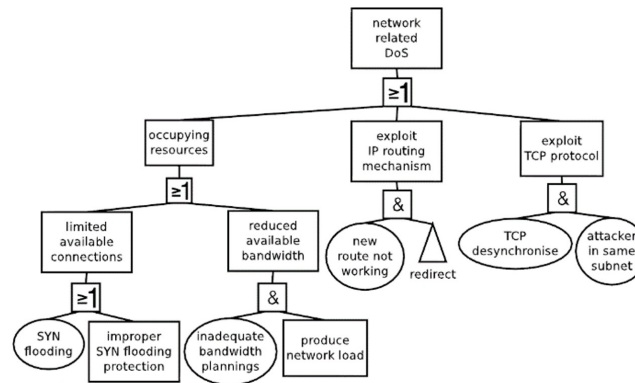 network
related
DoS
≥1
occupying
resources
exploit
IP routing
mechanism
exploit
TCP protocol
≥1
&
&
limited
available
connections
reduced
available
bandwidth
new
route not
working
redirect
TCP
desynchronise
attacker
in same
subnet
≥1
&
SYN
flooding
improper
SYN flooding
protection
inadequate
bandwidth
plannings
produce
network load